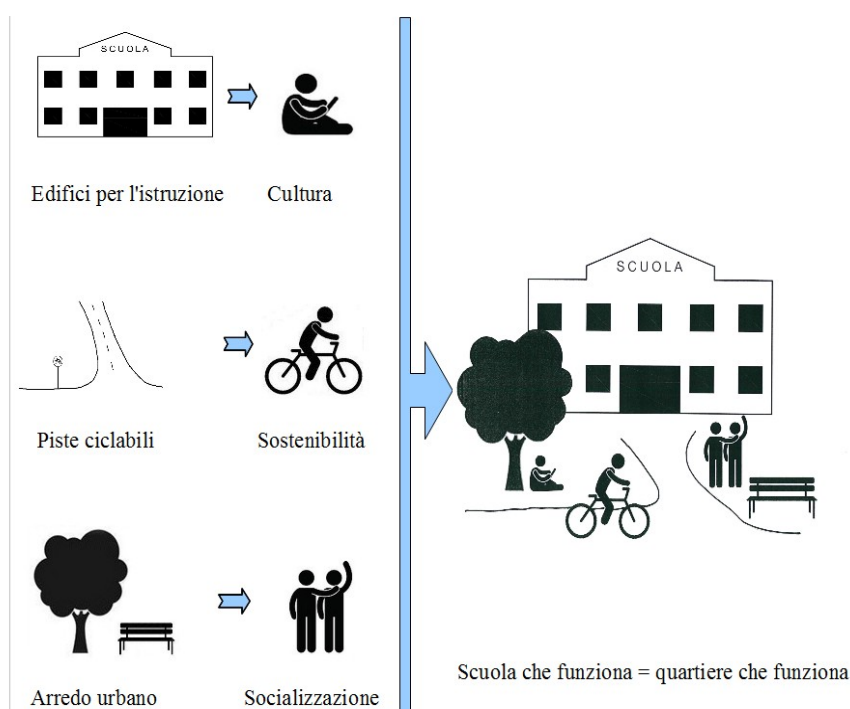 SCUOLA
Edifici per l'istruzione
Cultura
Piste ciclabili
Sostenibilità
Arredo urbano
Socializzazione
SCUOLA
Scuola che funziona = quartiere che funziona